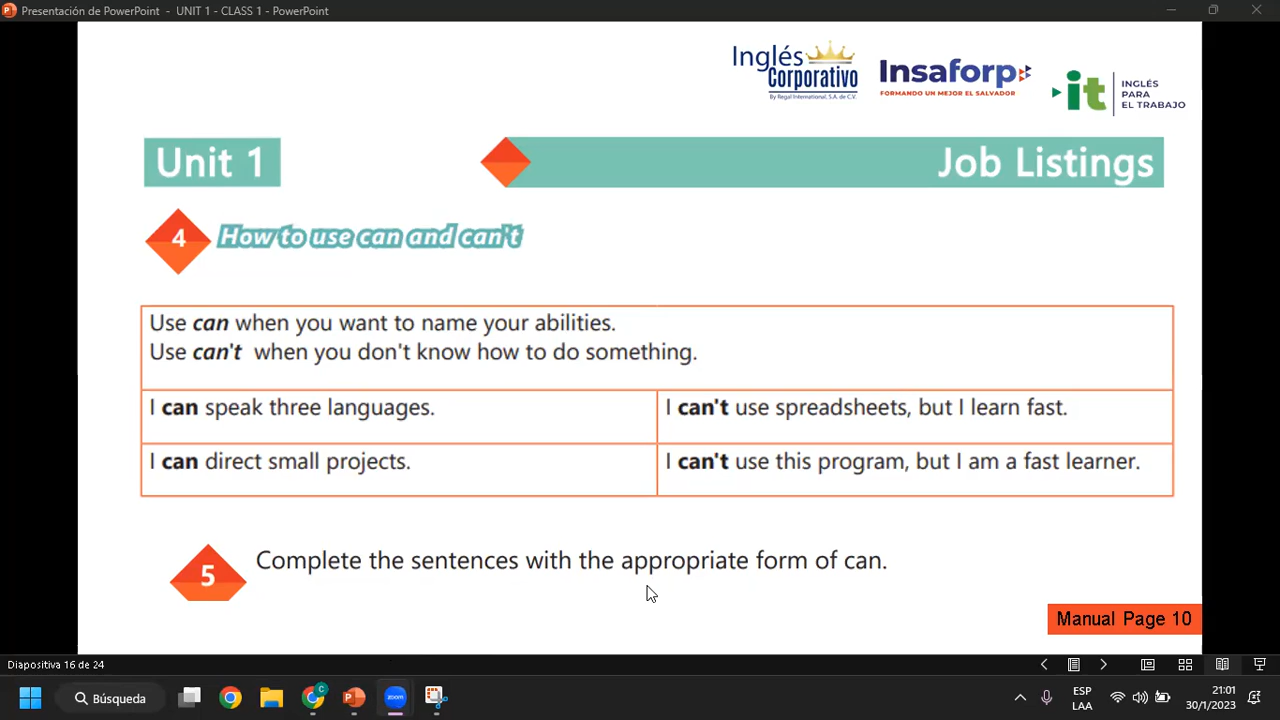 Presentación de PowerPoint - UNIT 1 - CLASS 1 - PowerPoint
Inglés
Corporativo
By Regal International, S.A. de C.V.
Insaforp
FORMANDO UN MEJOR EL SALVADOR
it
INGLÉS
PARA
EL TRABAJO
Unit 1
Job Listings
4 How to use can and can't
Use can when you want to name your abilities.
Use can't when you don't know how to do something.
I can speak three languages.
I can't use spreadsheets, but I learn fast.
I can direct small projects.
I can't use this program, but I am a fast learner.
5 Complete the sentences with the appropriate form of can.
Manual Page 10
Diapositiva 16 de 24
Búsqueda
C
zoom
ESP
LAA
21:01
30/1/2023